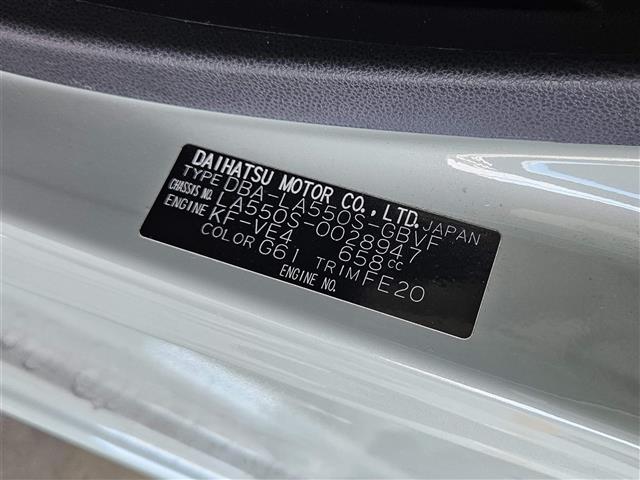 DAIHATSU MOTOR CO., LTD. JAPAN
TYPE DBA-LA550S-GBVF
CHASSIS NO. LA550S-0028947
ENGINE KF-VE4 658cc
COLOR G61 TRIM FE20
ENGINE NO.